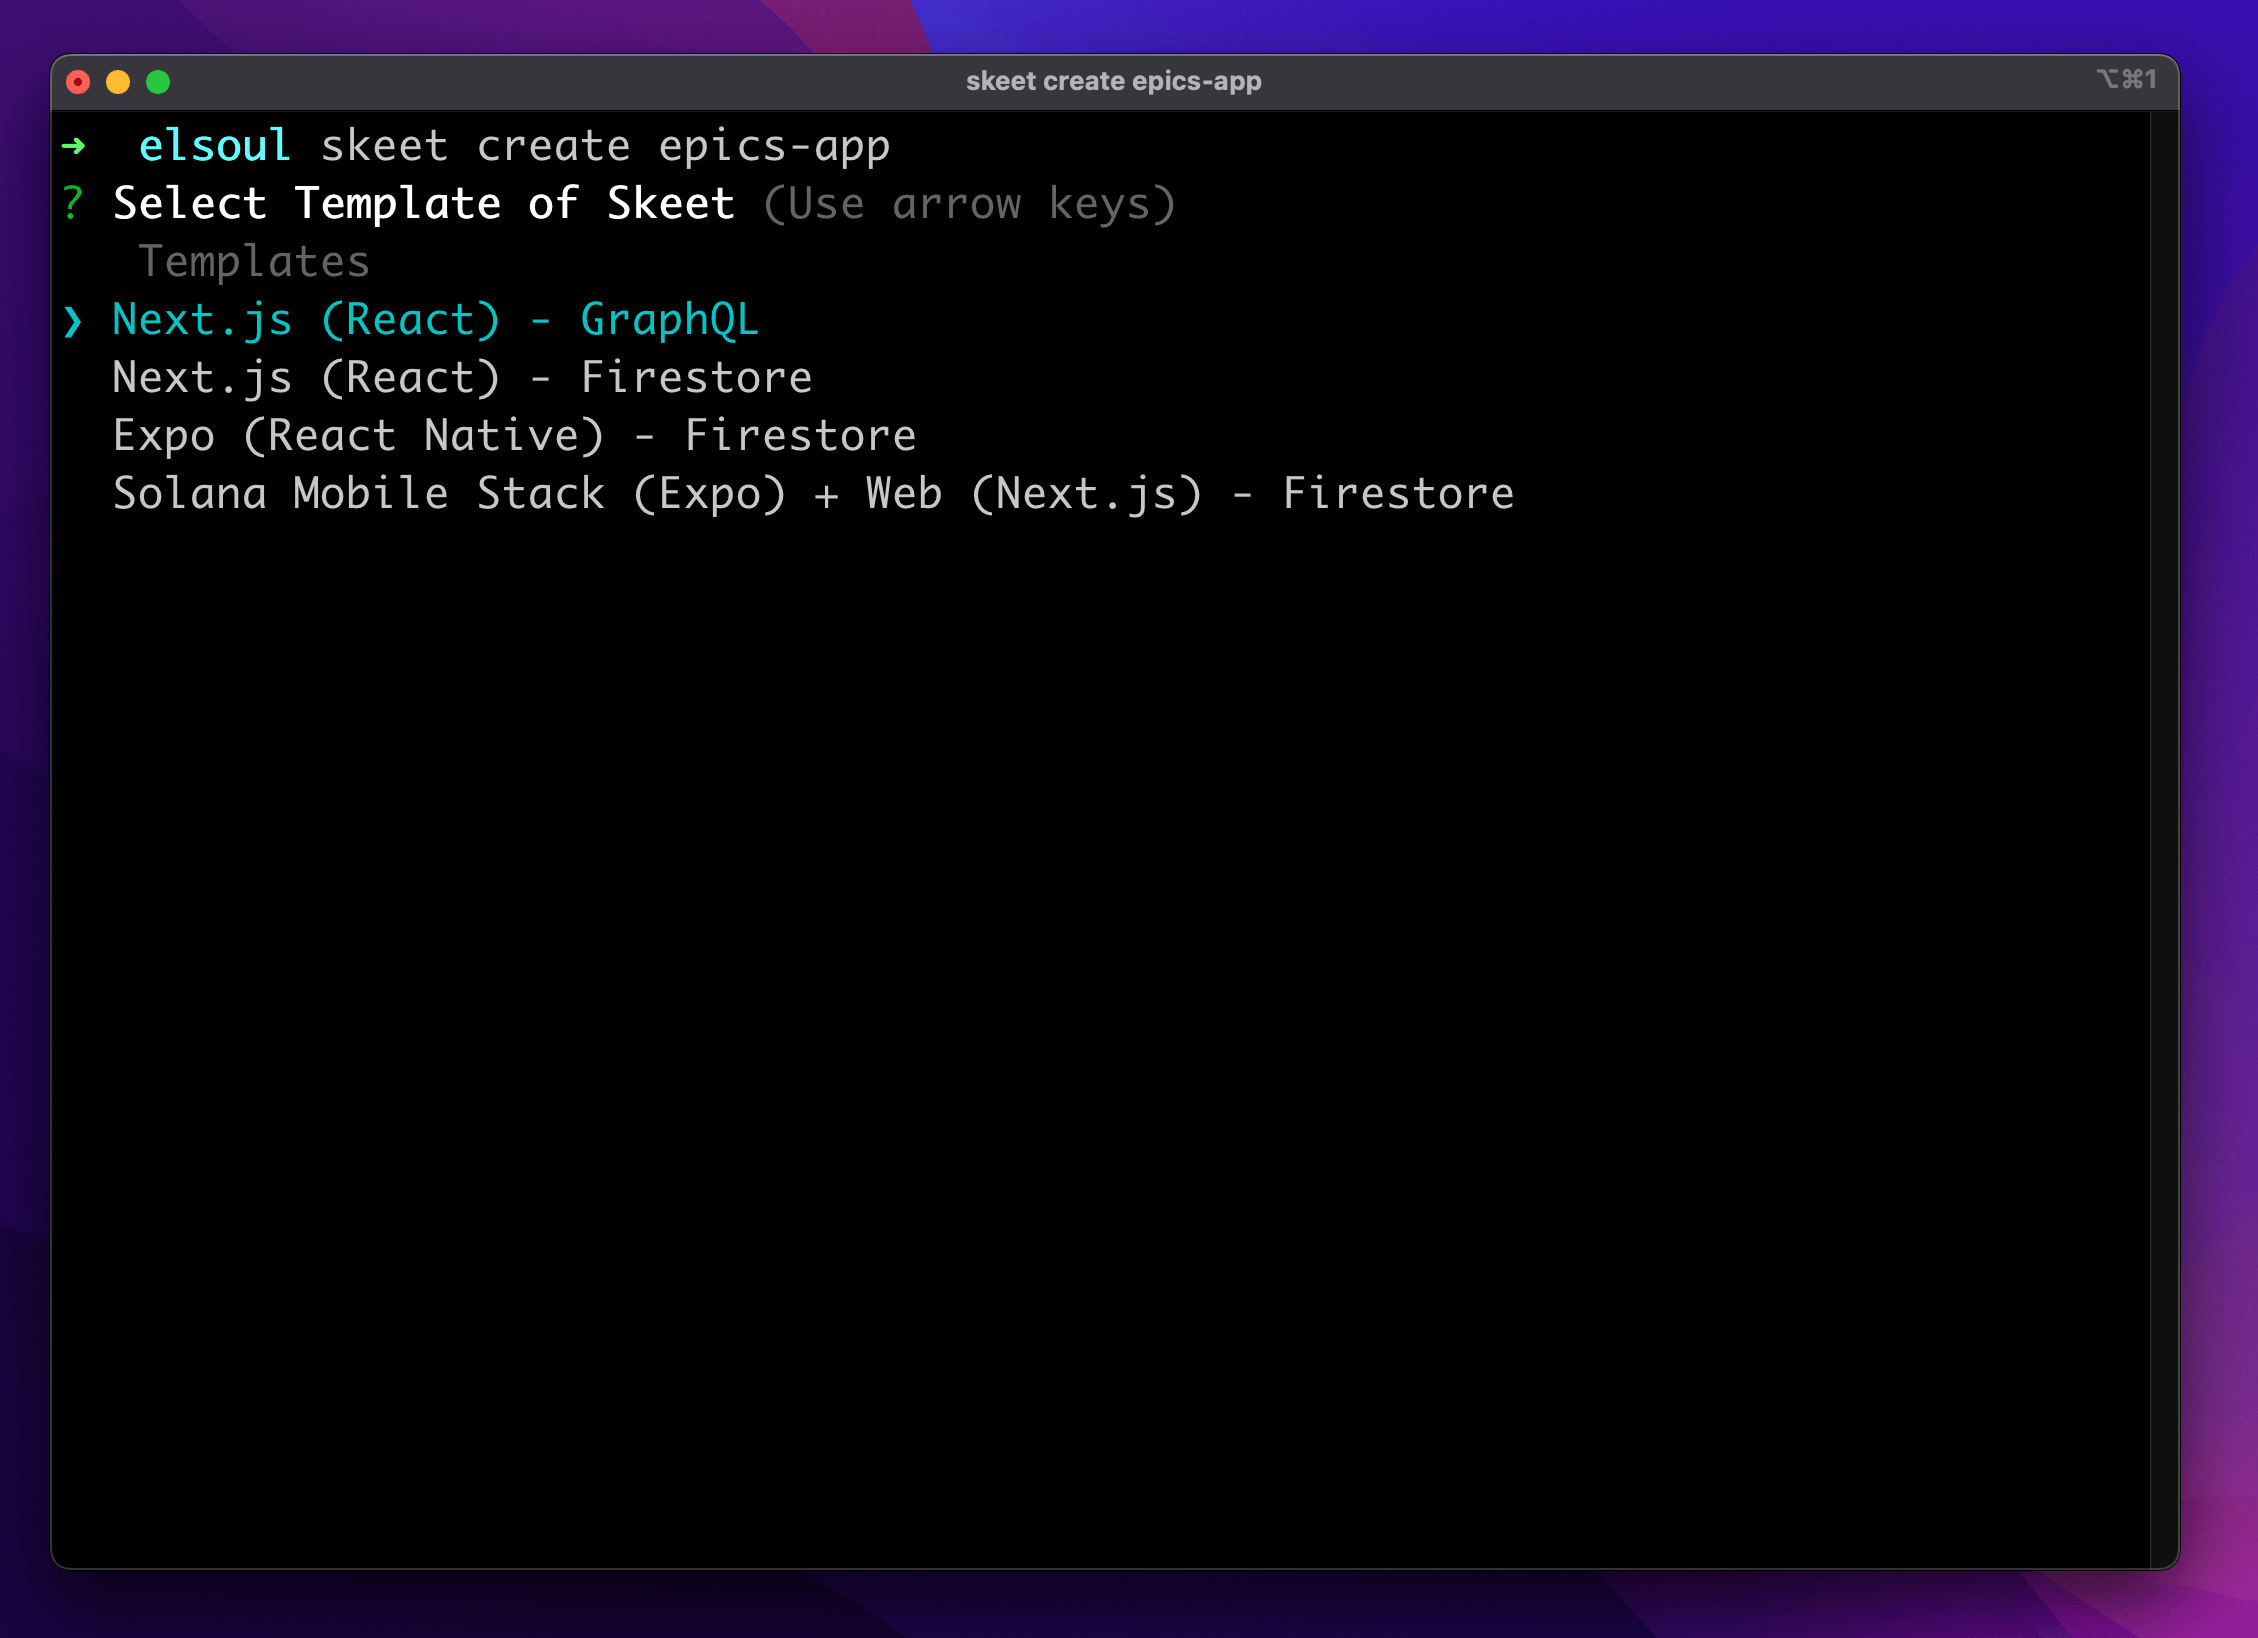 skeet create epics-app
⌥⌘1
➜  elsoul skeet create epics-app
? Select Template of Skeet (Use arrow keys)
Templates
❯ Next.js (React) - GraphQL
Next.js (React) - Firestore
Expo (React Native) - Firestore
Solana Mobile Stack (Expo) + Web (Next.js) - Firestore